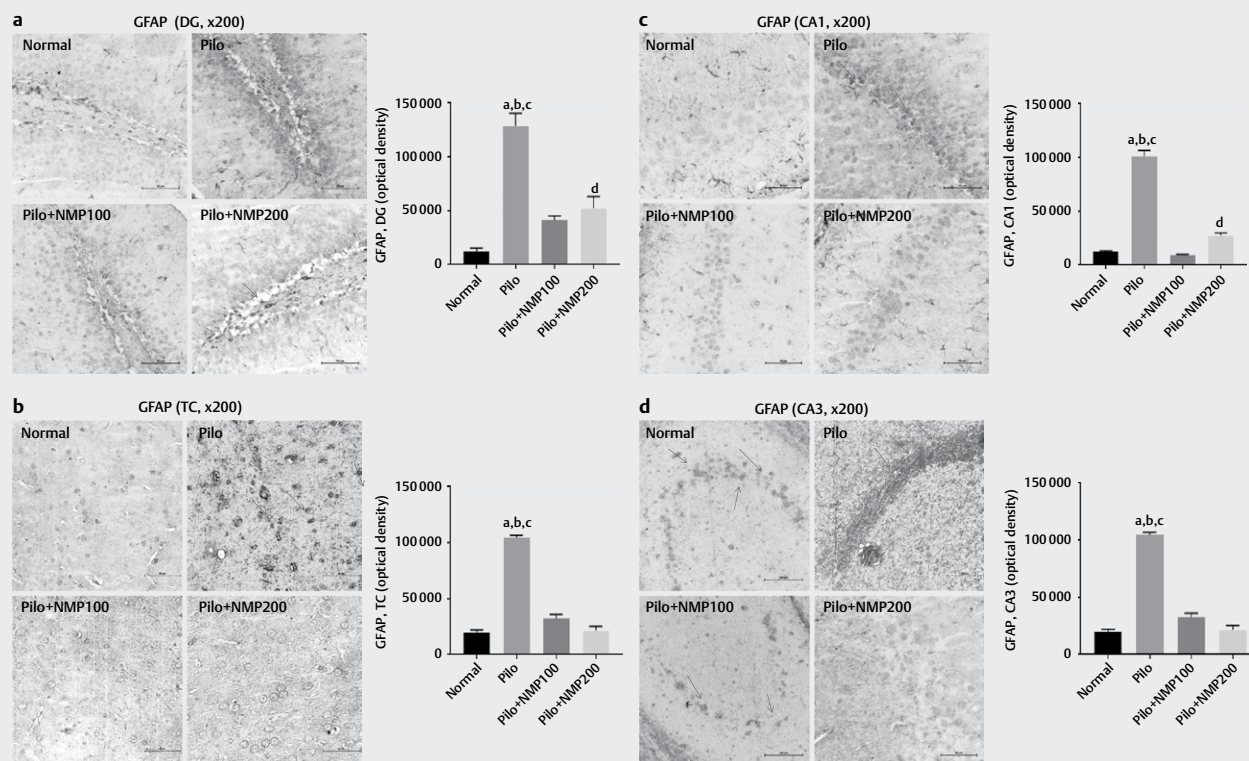 a
GFAP (DG, x200)
Normal
Pilo
Pilo+NMP100
Pilo+NMP200
GFAP, DG (optical density)
150 000
100 000
50 000
0
a,b,c
d
Normal
Pilo
Pilo+NMP100
Pilo+NMP200
c
GFAP (CA1, x200)
Normal
Pilo
Pilo+NMP100
Pilo+NMP200
GFAP, CA1 (optical density)
150 000
100 000
50 000
0
a,b,c
d
Normal
Pilo
Pilo+NMP100
Pilo+NMP200
b
GFAP (TC, x200)
Normal
Pilo
Pilo+NMP100
Pilo+NMP200
GFAP, TC (optical density)
150 000
100 000
50 000
0
a,b,c
Normal
Pilo
Pilo+NMP100
Pilo+NMP200
d
GFAP (CA3, x200)
Normal
Pilo
Pilo+NMP100
Pilo+NMP200
GFAP, CA3 (optical density)
150 000
100 000
50 000
0
a,b,c
Normal
Pilo
Pilo+NMP100
Pilo+NMP200